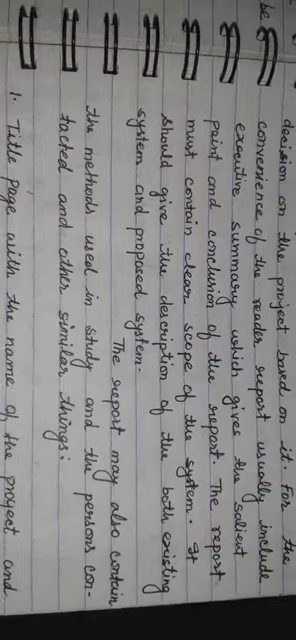 be
decision on the project based on it. For the
convenience of the reader report usually include
executive summary which gives the salient
point and conclusion of the report. The report
must contain clear scope of the system. It
should give the description of the both existing
system and proposed system.
The report may also contain
the methods used in study and the persons con-
tacted and other similar things:
1. Title Page with the name of the project and